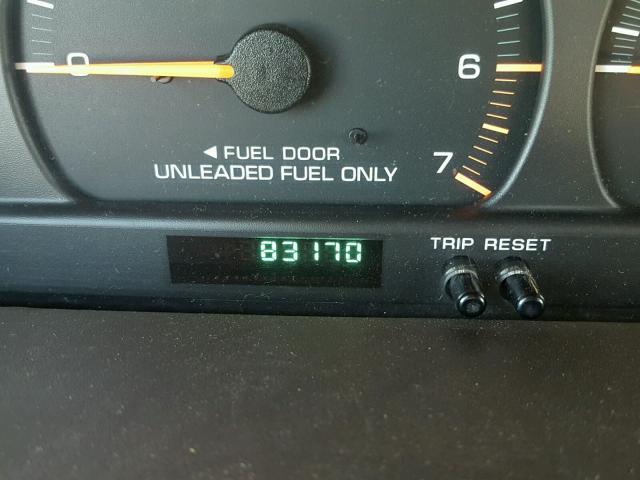 0
6
7
◄ FUEL DOOR
UNLEADED FUEL ONLY
83170
TRIP RESET